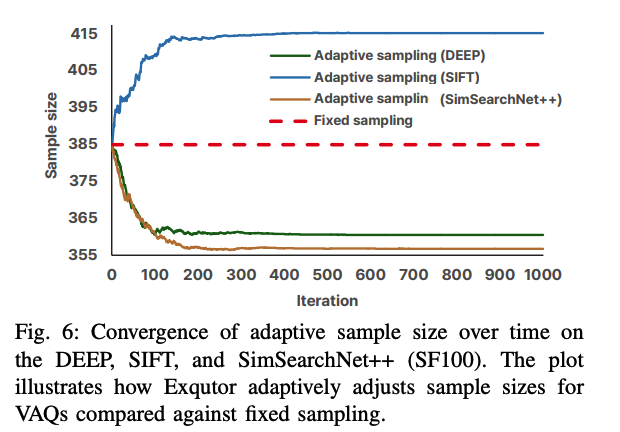 415
405
395
385
375
365
355
Sample size
Adaptive sampling (DEEP)
Adaptive sampling (SIFT)
Adaptive samplin (SimSearchNet++)
Fixed sampling
0 100 200 300 400 500 600 700 800 900 1000
Iteration
Fig. 6: Convergence of adaptive sample size over time on
the DEEP, SIFT, and SimSearchNet++ (SF100). The plot
illustrates how Exqutor adaptively adjusts sample sizes for
VAQs compared against fixed sampling.